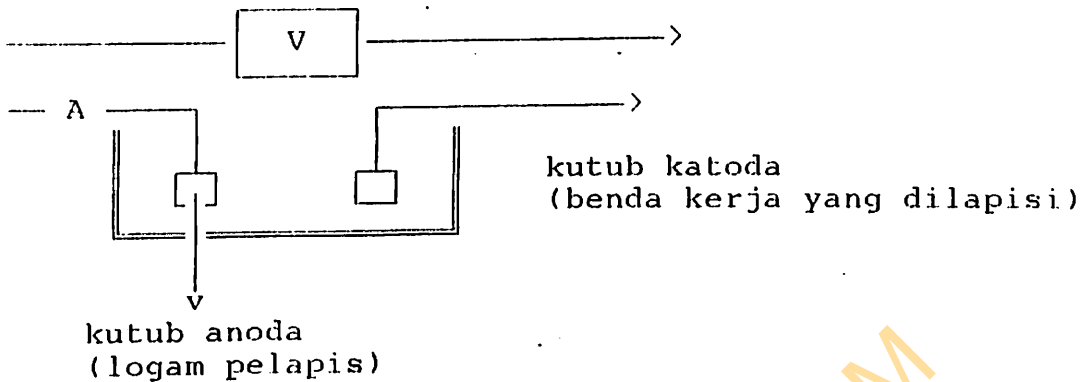 V
A
kutub katoda
(benda kerja yang dilapisi)
v
kutub anoda
(logam pelapis)
M